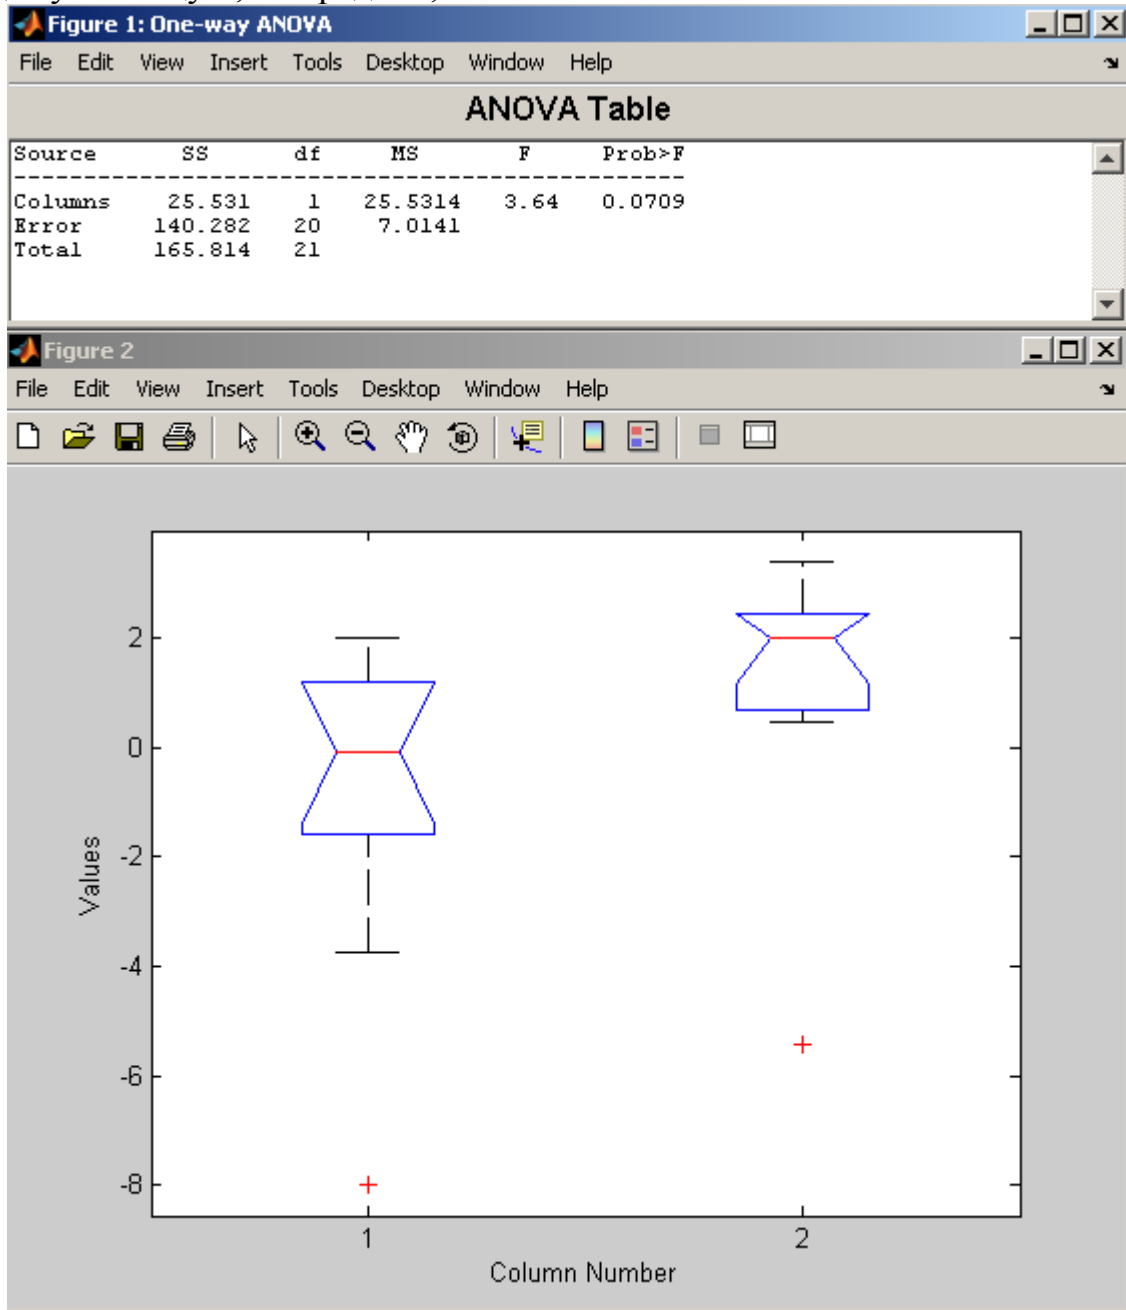 Figure 1: One-way ANOVA
File Edit View Insert Tools Desktop Window Help
ANOVA Table
Source SS df MS F Prob>F
Columns 25.531 1 25.5314 3.64 0.0709
Error 140.282 20 7.0141
Total 165.814 21
Figure 2
File Edit View Insert Tools Desktop Window Help
2
0
-2
-4
-6
-8
Values
1 2
Column Number